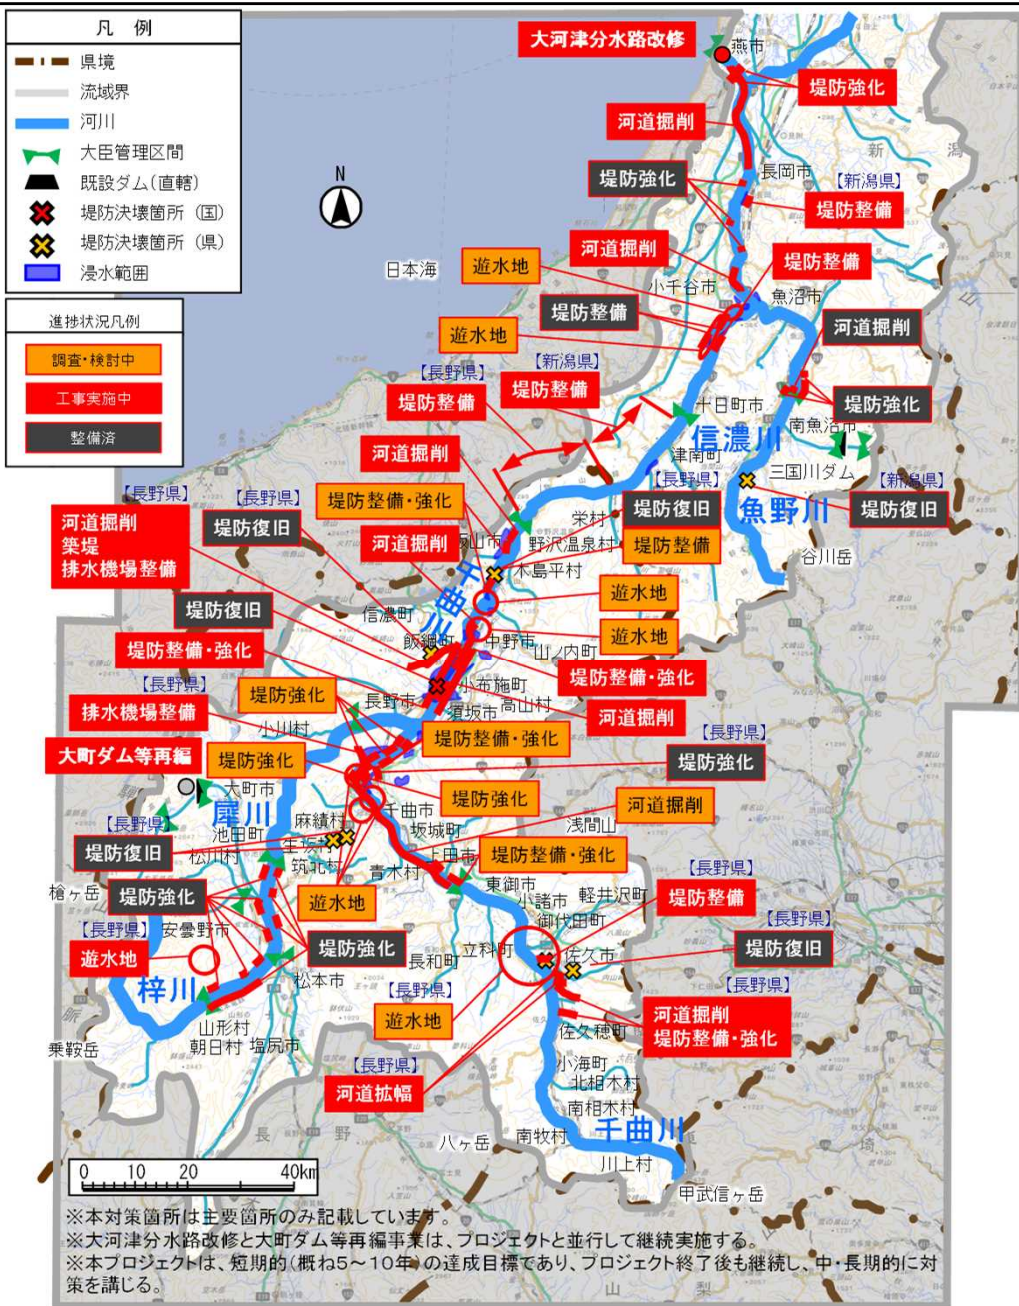 凡 例
県境
流域界
河川
大臣管理区間
既設ダム(直轄)
堤防決壊箇所（国）
堤防決壊箇所（県）
浸水範囲
進捗状況凡例
調査・検討中
工事実施中
整備済
N
日本海
大河津分水路改修
燕市
堤防強化
河道掘削
新
潟
長岡市
堤防強化
【新潟県】
堤防整備
河道掘削
遊水地
堤防整備
小千谷市
魚沼市
堤防整備
河道掘削
遊水地
【新潟県】
堤防整備
【長野県】
堤防整備
十日町市
堤防強化
信濃川
南魚沼市
津南町
三国川ダム
河道掘削
【長野県】
堤防復旧
【新潟県】
堤防復旧
魚野川
【長野県】
堤防復旧
堤防整備・強化
栄村
河道掘削
築堤
排水機場整備
河道掘削
野沢温泉村
堤防整備
谷川岳
木島平村
千曲川
堤防復旧
信濃町
遊水地
飯綱町
中野市
遊水地
山ノ内町
【長野県】
堤防整備・強化
小布施町
堤防整備・強化
高山村
長野市
須坂市
河道掘削
【長野県】
排水機場整備
堤防強化
小川村
堤防整備・強化
【長野県】
堤防強化
大町ダム等再編
堤防強化
大町市
堤防強化
犀川
千曲市
河道掘削
麻績村
坂城町
浅間山
池田町
生坂村
【長野県】
堤防復旧
松川村
筑北村
青木村
上田市
堤防整備・強化
東御市
槍ヶ岳
堤防強化
遊水地
小諸市
軽井沢町
【長野県】
堤防整備
御代田町
安曇野市
【長野県】
遊水地
堤防強化
立科町
佐久市
【長野県】
堤防復旧
長和町
梓川
松本市
【長野県】
遊水地
【長野県】
河道掘削
堤防整備・強化
山形村
朝日村
塩尻市
佐久穂町
乗鞍岳
【長野県】
河道拡幅
小海町
北相木村
南相木村
長
野
南牧村
千曲川
八ヶ岳
川上村
埼
甲武信ヶ岳
0 20 40km
※本対策箇所は主要箇所のみ記載しています。
※大河津分水路改修と大町ダム等再編事業は、プロジェクトと並行して継続実施する。
※本プロジェクトは、短期的(概ね5～10年)の達成目標であり、プロジェクト終了後も継続し、中・長期的に対
策を講じる。
山
梨